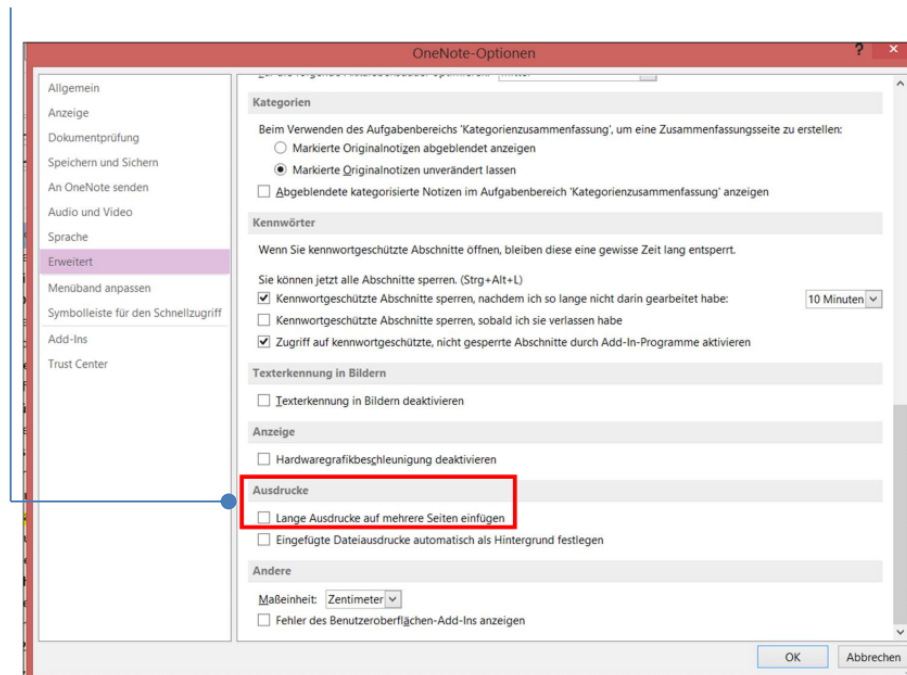 OneNote-Optionen
?
Allgemein
Anzeige
Dokumentprüfung
Speichern und Sichern
An OneNote senden
Audio und Video
Sprache
Erweitert
Menüband anpassen
Symbolleiste für den Schnellzugriff
Add-Ins
Trust Center
Kategorien
Beim Verwenden des Aufgabenbereichs 'Kategorienzusammenfassung', um eine Zusammenfassungsseite zu erstellen:
Markierte Originalnotizen abgeblendet anzeigen
Markierte Originalnotizen unverändert lassen
Abgeblendete kategorisierte Notizen im Aufgabenbereich 'Kategorienzusammenfassung' anzeigen
Kennwörter
Wenn Sie kennwortgeschützte Abschnitte öffnen, bleiben diese eine gewisse Zeit lang entsperrt.
Sie können jetzt alle Abschnitte sperren. (Strg+Alt+L)
Kennwortgeschützte Abschnitte sperren, nachdem ich so lange nicht darin gearbeitet habe: 10 Minuten
Kennwortgeschützte Abschnitte sperren, sobald ich sie verlassen habe
Zugriff auf kennwortgeschützte, nicht gesperrte Abschnitte durch Add-In-Programme aktivieren
Texterkennung in Bildern
Texterkennung in Bildern deaktivieren
Anzeige
Hardwaregrafikbeschleunigung deaktivieren
Ausdrucke
Lange Ausdrucke auf mehrere Seiten einfügen
Eingefügte Dateiausdrucke automatisch als Hintergrund festlegen
Andere
Maßeinheit: Zentimeter
Fehler des Benutzeroberflächen-Add-Ins anzeigen
OK Abbrechen